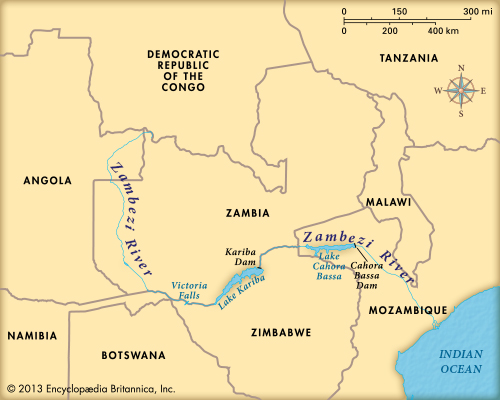 0 150 300 mi
0 200 400 km
DEMOCRATIC
REPUBLIC
OF THE
CONGO
TANZANIA
N
W E
S
ANGOLA
Zambezi River
MALAWI
ZAMBIA
Zambezi River
Kariba
Dam
Lake
Cahora
Bassa
Cahora
Bassa
Dam
Victoria
Falls
Lake Kariba
MOZAMBIQUE
NAMIBIA
ZIMBABWE
BOTSWANA
INDIAN
OCEAN
© 2013 Encyclopædia Britannica, Inc.